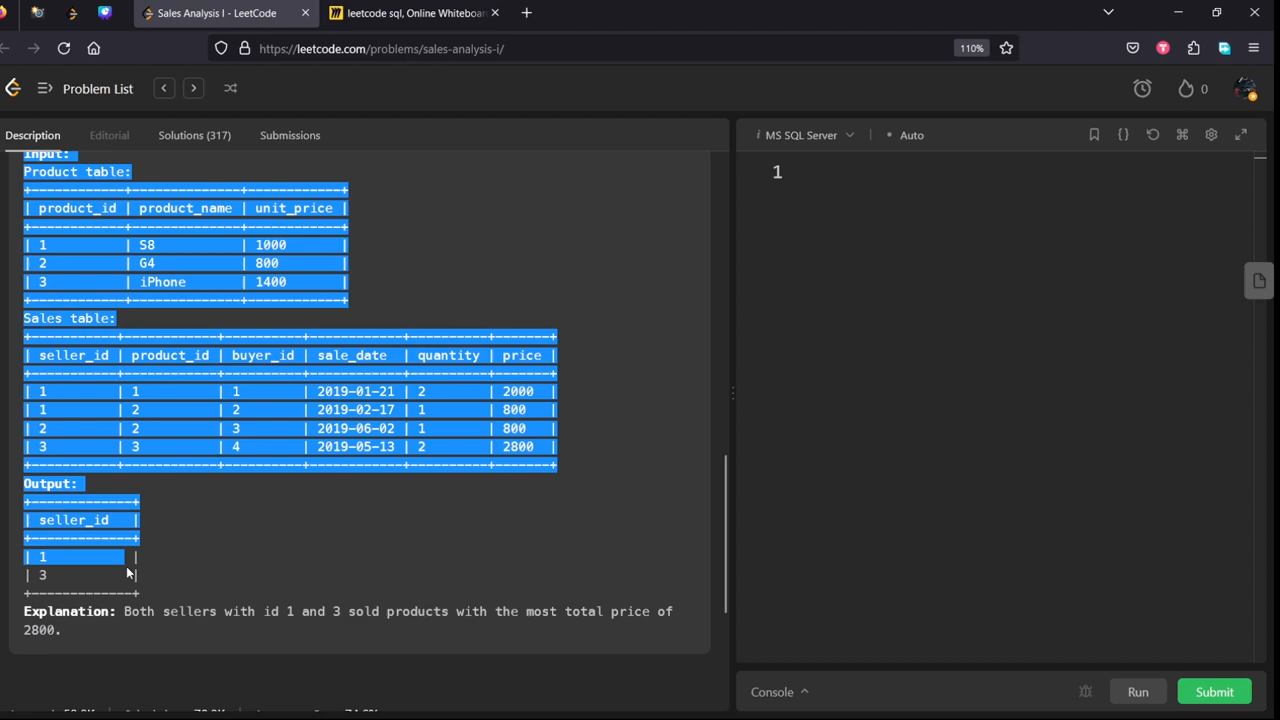 Sales Analysis I - LeetCode
leetcode sql, Online Whiteboard
https://leetcode.com/problems/sales-analysis-i/
110%
Problem List
0
Description
Editorial
Solutions (317)
Submissions
MS SQL Server
Auto
Input:
Product table:
+------------+--------------+------------+
| product_id | product_name | unit_price |
+------------+--------------+------------+
| 1          | S8           | 1000       |
| 2          | G4           | 800        |
| 3          | iPhone       | 1400       |
+------------+--------------+------------+
Sales table:
+-----------+------------+----------+------------+----------+-------+
| seller_id | product_id | buyer_id | sale_date  | quantity | price |
+-----------+------------+----------+------------+----------+-------+
| 1         | 1          | 1        | 2019-01-21 | 2        | 2000  |
| 1         | 2          | 2        | 2019-02-17 | 1        | 800   |
| 2         | 2          | 3        | 2019-06-02 | 1        | 800   |
| 3         | 3          | 4        | 2019-05-13 | 2        | 2800  |
+-----------+------------+----------+------------+----------+-------+
Output:
+-------------+
| seller_id   |
+-------------+
| 1           |
| 3           |
+-------------+
Explanation: Both sellers with id 1 and 3 sold products with the most total price of
2800.
1
Console
Run
Submit